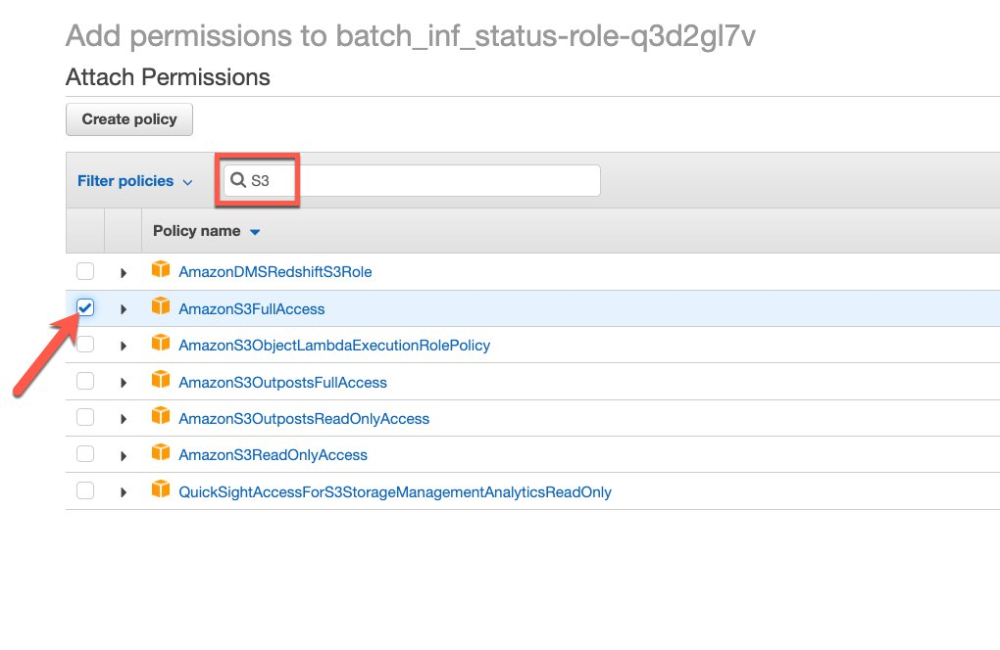 Add permissions to batch_inf_status-role-q3d2gl7v
Attach Permissions
Create policy
Filter policies S3
Policy name
AmazonDMSRedshiftS3Role
AmazonS3FullAccess
AmazonS3ObjectLambdaExecutionRolePolicy
AmazonS3OutpostsFullAccess
AmazonS3OutpostsReadOnlyAccess
AmazonS3ReadOnlyAccess
QuickSightAccessForS3StorageManagementAnalyticsReadOnly